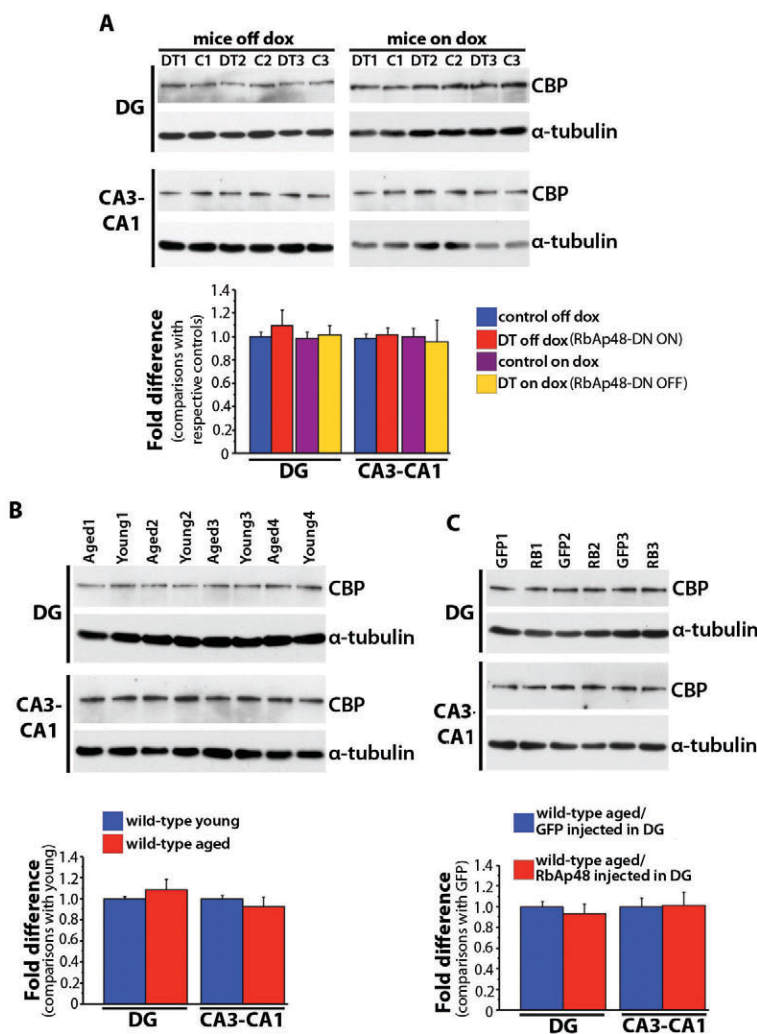 A
mice off dox
mice on dox
DT1 C1 DT2 C2 DT3 C3
DT1 C1 DT2 C2 DT3 C3
DG
CBP
α-tubulin
CA3-
CA1
CBP
α-tubulin
Fold difference
(comparisons with
respective controls)
1.4
1.2
1.0
0.8
0.6
0.4
0.2
0
DG
CA3-CA1
control off dox
DT off dox (RbAp48-DN ON)
control on dox
DT on dox (RbAp48-DN OFF)
B
Aged1 Young1 Aged2 Young2 Aged3 Young3 Aged4 Young4
DG
CBP
α-tubulin
CA3-
CA1
CBP
α-tubulin
wild-type young
wild-type aged
Fold difference
(comparisons with young)
1.4
1.2
1.0
0.8
0.6
0.4
0.2
0
DG
CA3-CA1
C
GFP1 RB1 GFP2 RB2 GFP3 RB3
DG
CBP
α-tubulin
CA3-
CA1
CBP
α-tubulin
wild-type aged/
GFP injected in DG
wild-type aged/
RbAp48 injected in DG
Fold difference
(comparisons with GFP)
1.4
1.2
1.0
0.8
0.6
0.4
0.2
0
DG
CA3-CA1